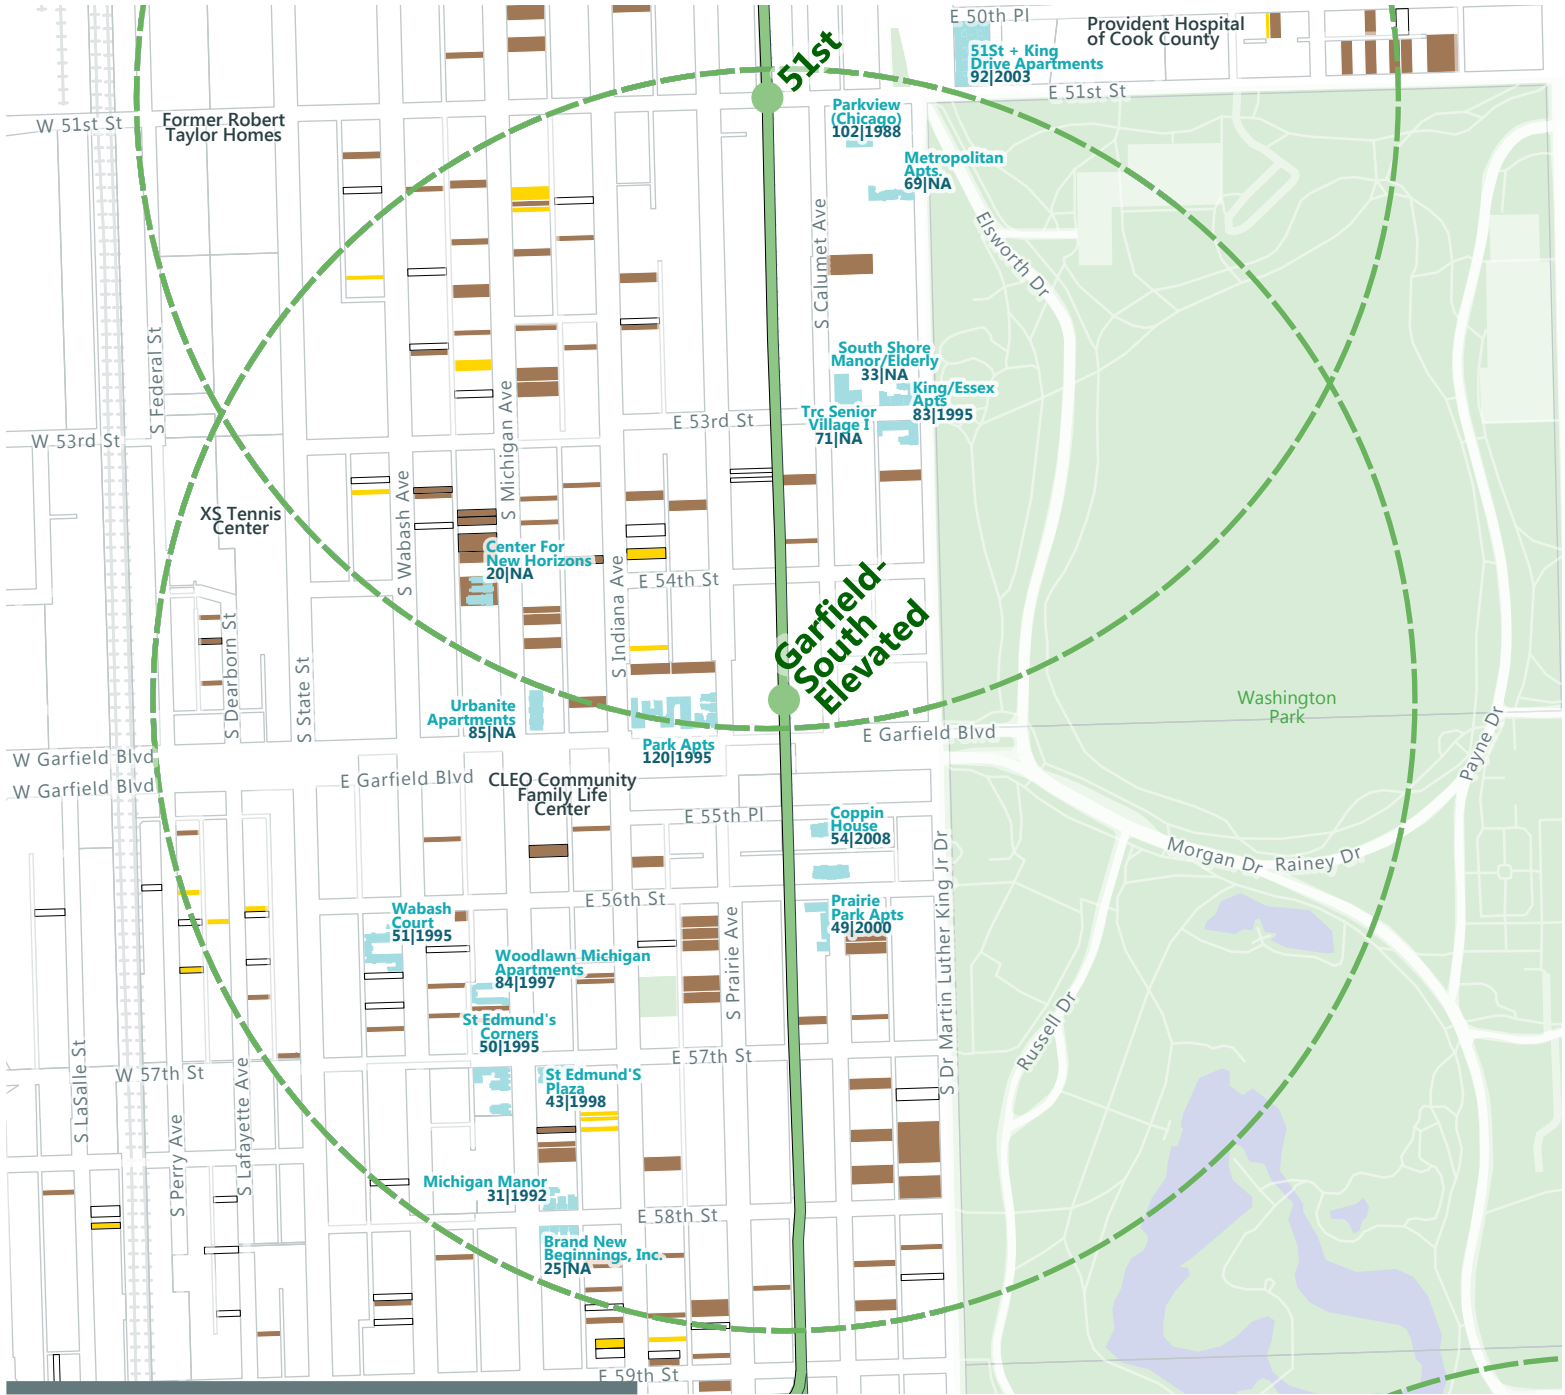 E 50th Pl
Provident Hospital
of Cook County
51St + King
Drive Apartments
92|2003
E 51st St
51st
W 51st St
Former Robert
Taylor Homes
Parkview
(Chicago)
102|1988
Metropolitan
Apts.
69|NA
S Calumet Ave
Elsworth Dr
S Federal St
South Shore
Manor/Elderly
33|NA
King/Essex
Apts
83|1995
Trc Senior
Village I
71|NA
S Michigan Ave
E 53rd St
W 53rd St
S Wabash Ave
XS Tennis
Center
Center For
New Horizons
20|NA
S Indiana Ave
E 54th St
Garfield-
South
Elevated
S Dearborn St
S State St
Washington
Park
Urbanite
Apartments
85|NA
Park Apts
120|1995
E Garfield Blvd
Payne Dr
W Garfield Blvd
W Garfield Blvd
E Garfield Blvd
CLEO Community
Family Life
Center
E 55th Pl
Coppin
House
54|2008
Morgan Dr
Rainey Dr
S Dr Martin Luther King Jr Dr
E 56th St
Wabash
Court
51|1995
Prairie
Park Apts
49|2000
S Prairie Ave
Woodlawn Michigan
Apartments
84|1997
St Edmund's
Corners
50|1995
Russell Dr
E 57th St
W 57th St
S LaSalle St
S Perry Ave
S Lafayette Ave
St Edmund'S
Plaza
43|1998
Michigan Manor
31|1992
E 58th St
Brand New
Beginnings, Inc.
25|NA
E 59th St